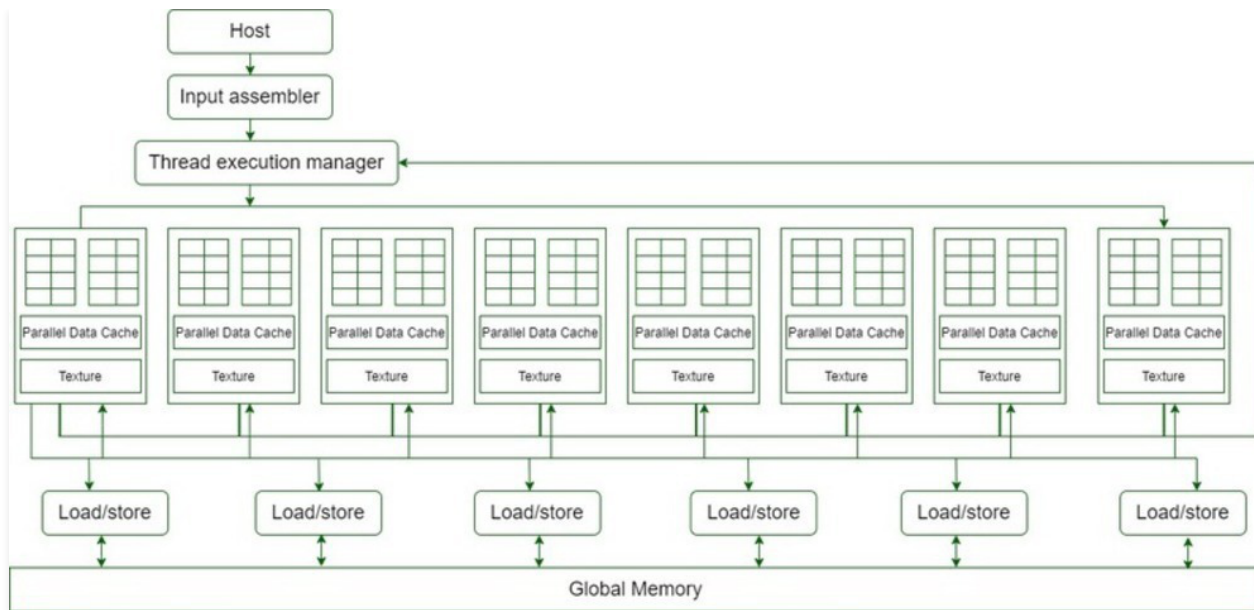 Host
Input assembler
Thread execution manager
Parallel Data Cache Parallel Data Cache Parallel Data Cache Parallel Data Cache Parallel Data Cache Parallel Data Cache Parallel Data Cache Parallel Data Cache
Texture Texture Texture Texture Texture Texture Texture Texture
Load/store Load/store Load/store Load/store Load/store Load/store
Global Memory